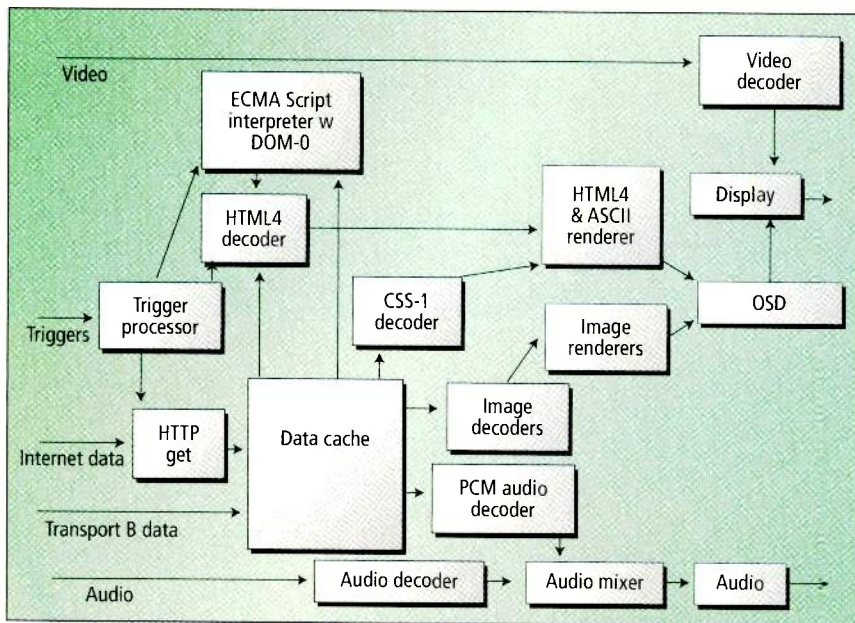 Video
Video
decoder
ECMA Script
interpreter w
DOM-0
HTML4
decoder
HTML4
& ASCII
renderer
Display
Triggers
Trigger
processor
CSS-1
decoder
OSD
Image
renderers
Internet data
HTTP
get
Data cache
Image
decoders
Transport B data
PCM audio
decoder
Audio
Audio decoder
Audio mixer
Audio